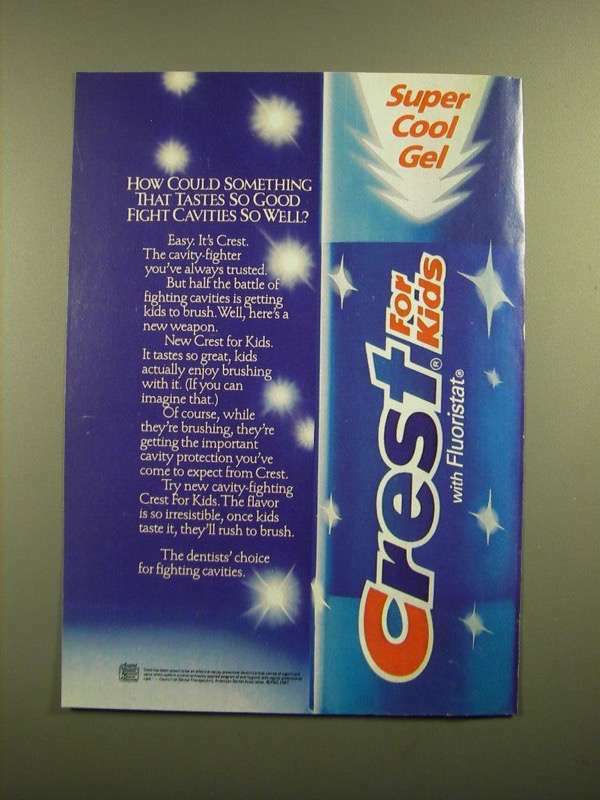 Super
Cool
Gel
HOW COULD SOMETHING
THAT TASTES SO GOOD
FIGHT CAVITIES SO WELL?
Easy. It's Crest.
The cavity-fighter
you've always trusted.
But half the battle of
fighting cavities is getting
kids to brush. Well, here's a
new weapon.
New Crest for Kids.
It tastes so great, kids
actually enjoy brushing
with it. (If you can
imagine that.)
Of course, while
they're brushing, they're
getting the important
cavity protection you've
come to expect from Crest.
Try new cavity-fighting
Crest For Kids. The flavor
is so irresistible, once kids
taste it, they'll rush to brush.
The dentists' choice
for fighting cavities.
Crest® For
Kids
with Fluoristat®